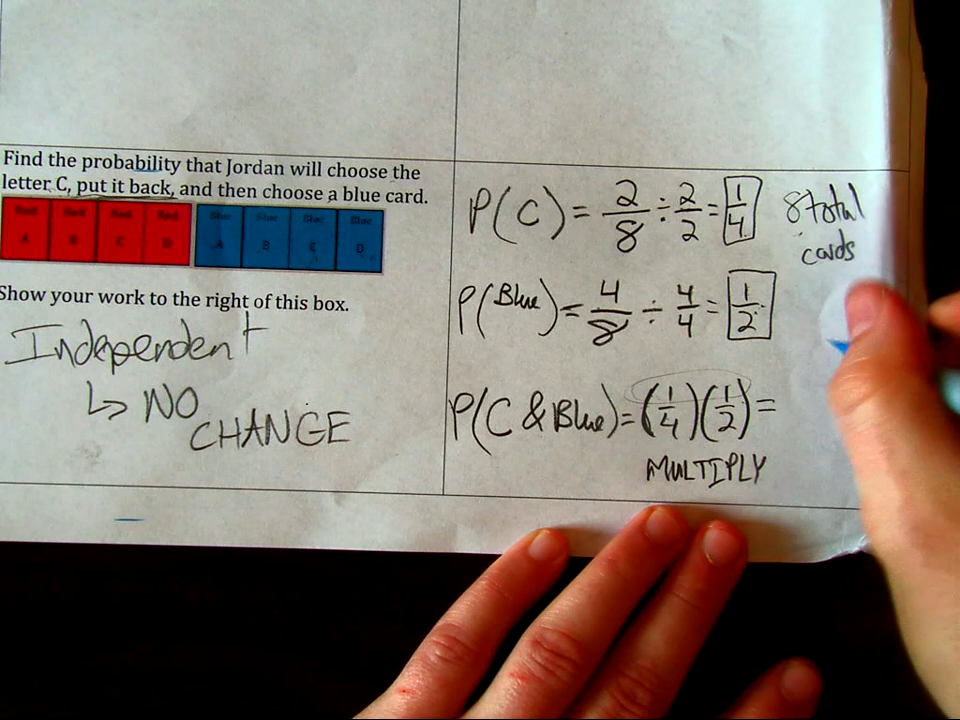 Find the probability that Jordan will choose the
letter C, put it back, and then choose a blue card.
Red Red Red Red Blue Blue Blue Blue
A B C D A B C D
Show your work to the right of this box.
Independent
↳ NO
CHANGE
P(C) = 2/8 ÷ 2/2 = 1/4
8 total
cards
P(Blue) = 4/8 ÷ 4/4 = 1/2
P(C & Blue) = (1/4)(1/2) =
MULTIPLY